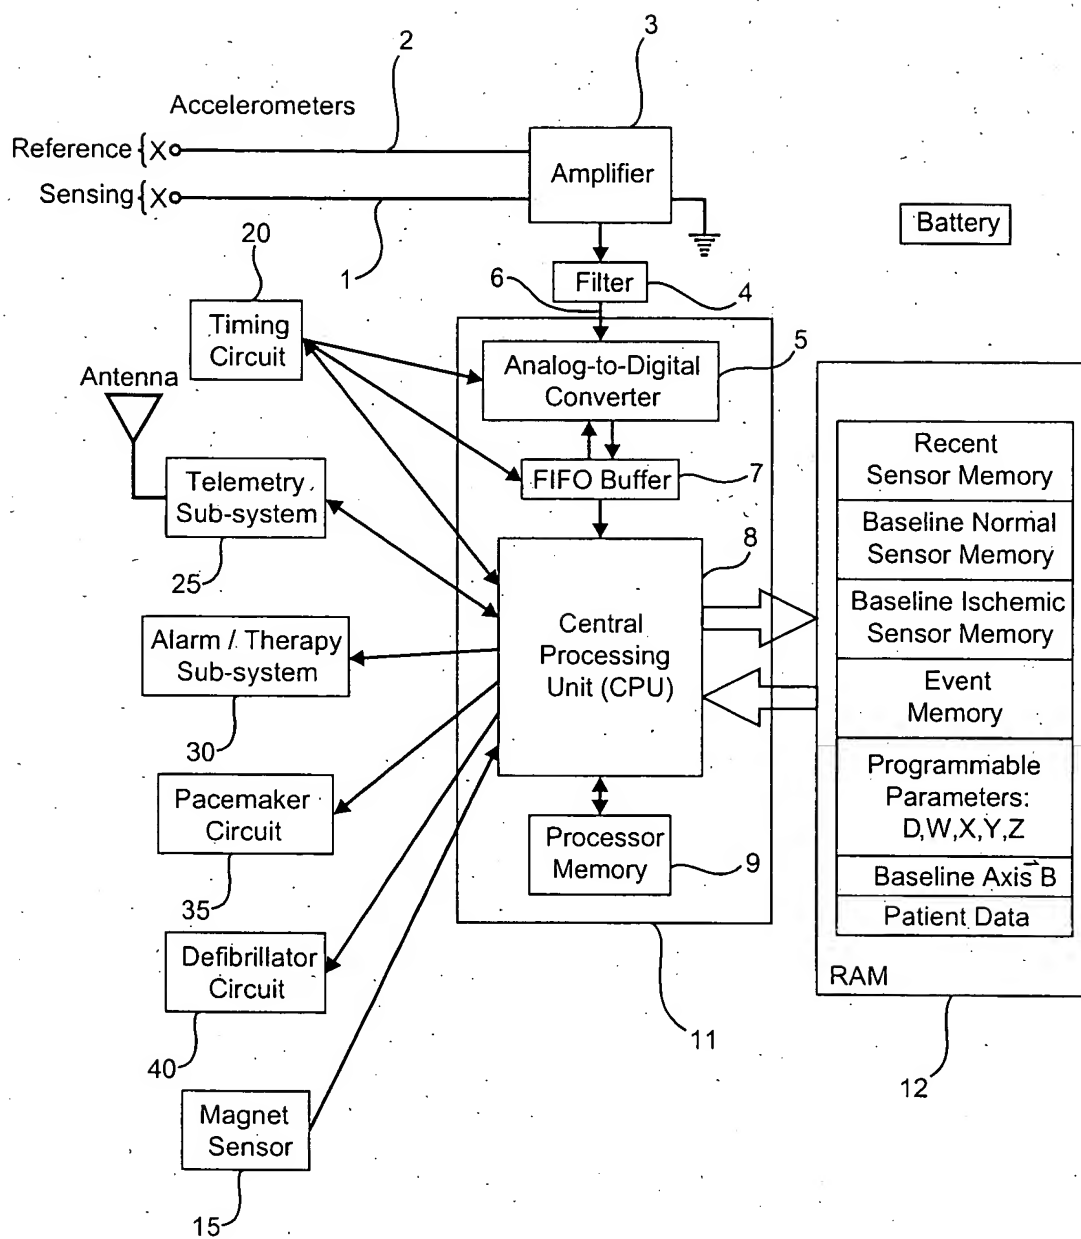 2
3
Accelerometers
Reference { X
Sensing { X
Amplifier
Battery
20
1
6
Filter
4
Timing
Circuit
5
Analog-to-Digital
Converter
Antenna
Recent
Sensor Memory
FIFO Buffer
7
Telemetry
Sub-system
Baseline Normal
Sensor Memory
8
25
Baseline Ischemic
Sensor Memory
Central
Processing
Unit (CPU)
Alarm / Therapy
Sub-system
Event
Memory
30
Programmable
Parameters:
D,W,X,Y,Z
Pacemaker
Circuit
Processor
Memory
9
Baseline Axis B⃗
35
Patient Data
Defibrillator
Circuit
RAM
11
40
12
Magnet
Sensor
15